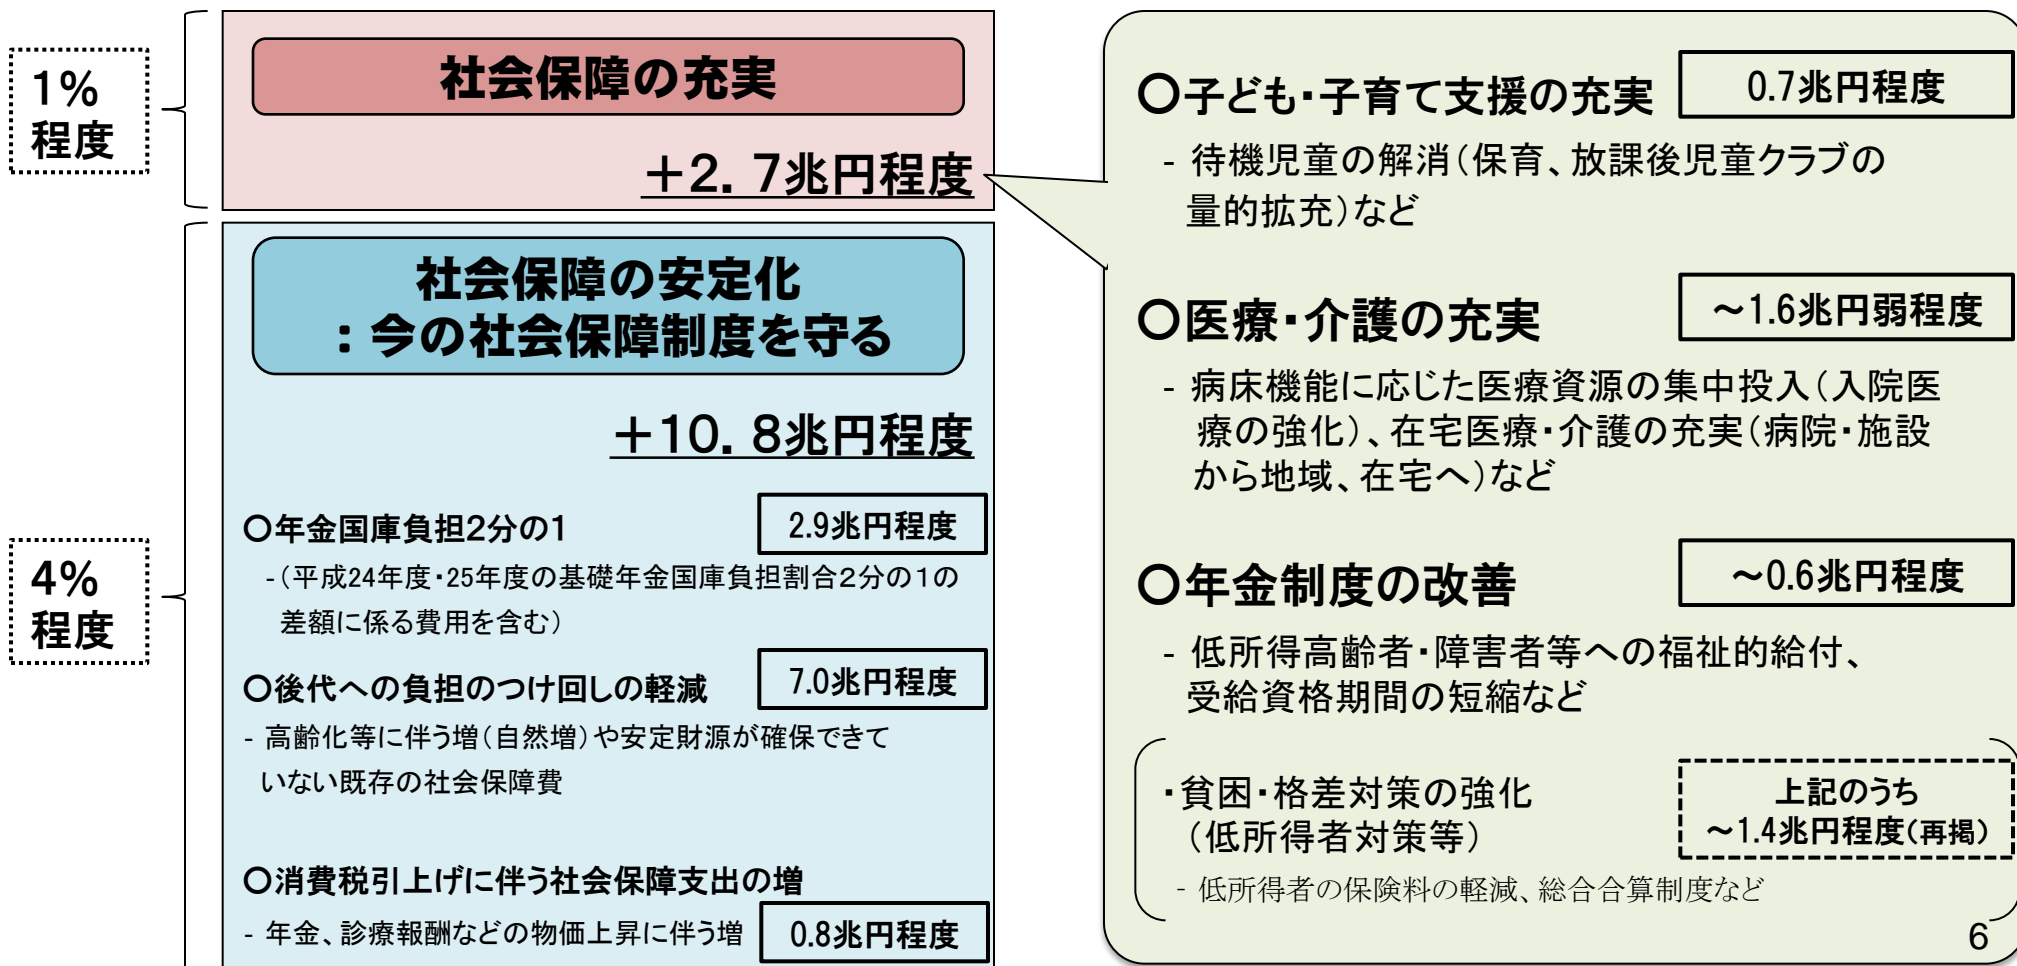 1%
程度
社会保障の充実
＋2．7兆円程度
4%
程度
社会保障の安定化
：今の社会保障制度を守る
＋10．8兆円程度
〇年金国庫負担2分の1
2.9兆円程度
-（平成24年度・25年度の基礎年金国庫負担割合2分の1の
差額に係る費用を含む）
〇後代への負担のつけ回しの軽減
7.0兆円程度
- 高齢化等に伴う増（自然増）や安定財源が確保できて
いない既存の社会保障費
〇消費税引上げに伴う社会保障支出の増
- 年金、診療報酬などの物価上昇に伴う増
0.8兆円程度
〇子ども・子育て支援の充実
0.7兆円程度
- 待機児童の解消（保育、放課後児童クラブの
量的拡充）など
〇医療・介護の充実
～1.6兆円弱程度
- 病床機能に応じた医療資源の集中投入（入院医
療の強化）、在宅医療・介護の充実（病院・施設
から地域、在宅へ）など
〇年金制度の改善
～0.6兆円程度
- 低所得高齢者・障害者等への福祉的給付、
受給資格期間の短縮など
・貧困・格差対策の強化
（低所得者対策等）
上記のうち
～1.4兆円程度（再掲）
- 低所得者の保険料の軽減、総合合算制度など
6